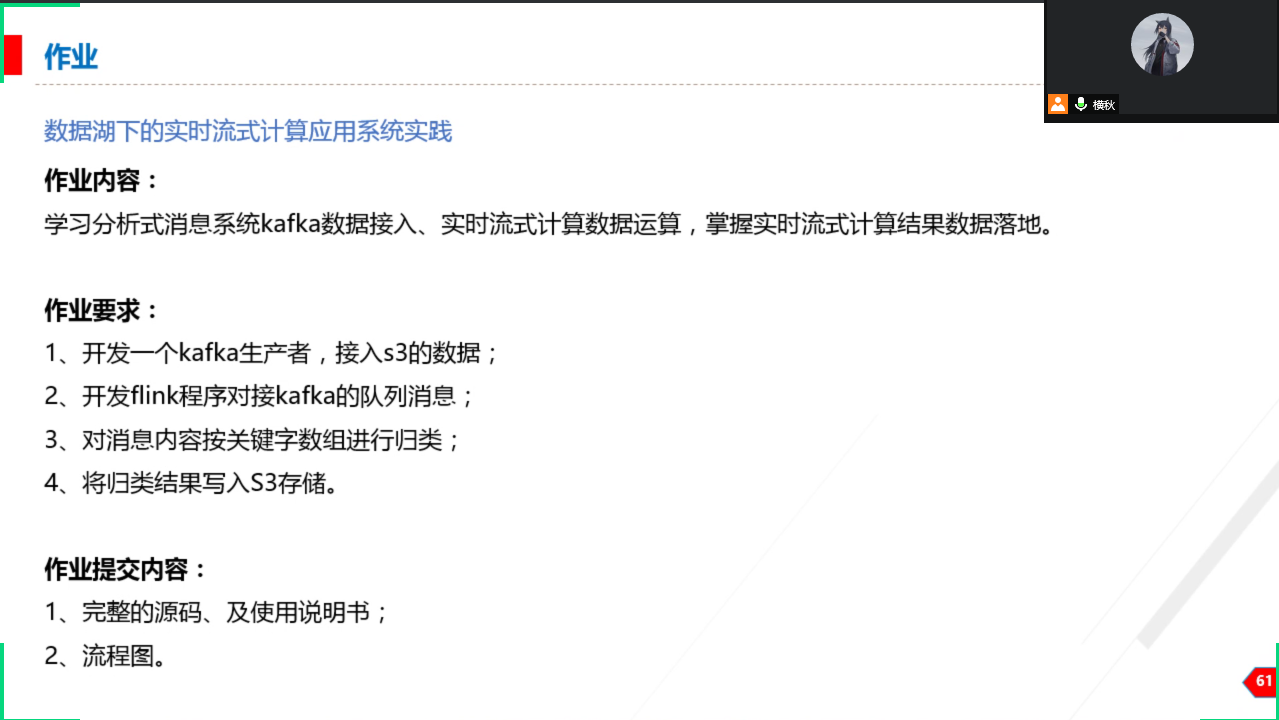 作业
横秋
数据湖下的实时流式计算应用系统实践
作业内容：
学习分析式消息系统kafka数据接入、实时流式计算数据运算，掌握实时流式计算结果数据落地。
作业要求：
1、开发一个kafka生产者，接入s3的数据；
2、开发flink程序对接kafka的队列消息；
3、对消息内容按关键字数组进行归类；
4、将归类结果写入S3存储。
作业提交内容：
1、完整的源码、及使用说明书；
2、流程图。
61